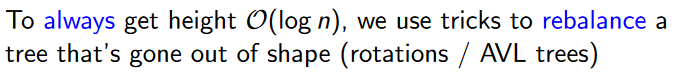 To always get height 𝒪(log n), we use tricks to rebalance a
tree that's gone out of shape (rotations / AVL trees)